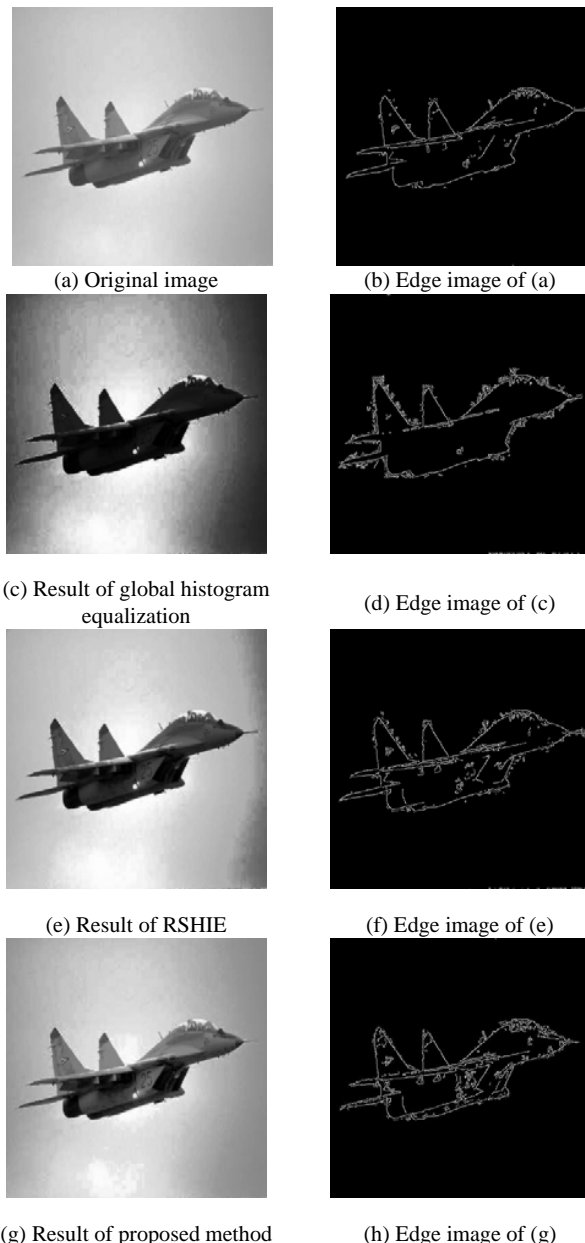 (a) Original image
(b) Edge image of (a)
(c) Result of global histogram
equalization
(d) Edge image of (c)
(e) Result of RSHIE
(f) Edge image of (e)
(g) Result of proposed method
(h) Edge image of (g)